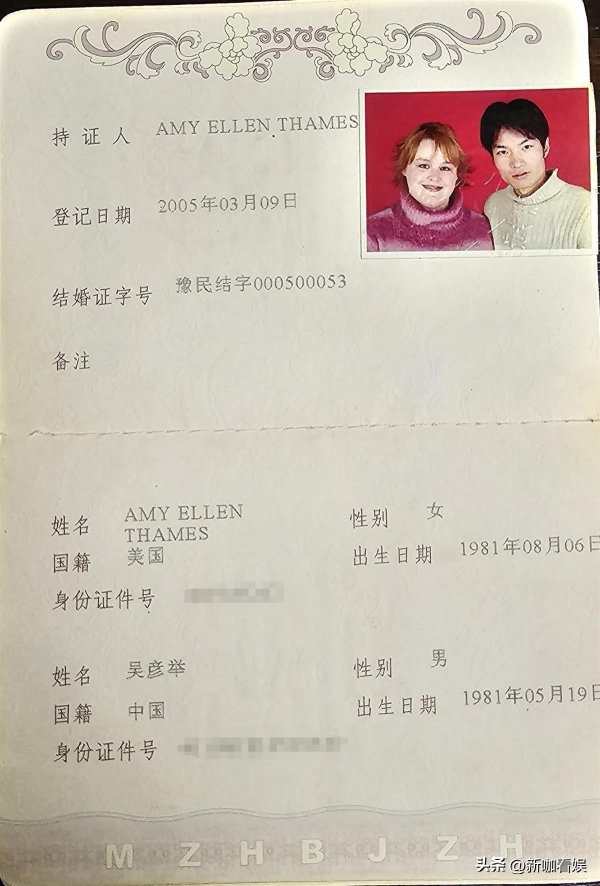 持证人 AMY ELLEN THAMES
登记日期 2005年03月09日
结婚证字号 豫民结字000500053
备注
姓名 AMY ELLEN THAMES 性别 女
国籍 美国 出生日期 1981年08月06日
身份证件号
姓名 吴彦举 性别 男
国籍 中国 出生日期 1981年05月19日
身份证件号
MZHBJZH
头条 @新咖看娱